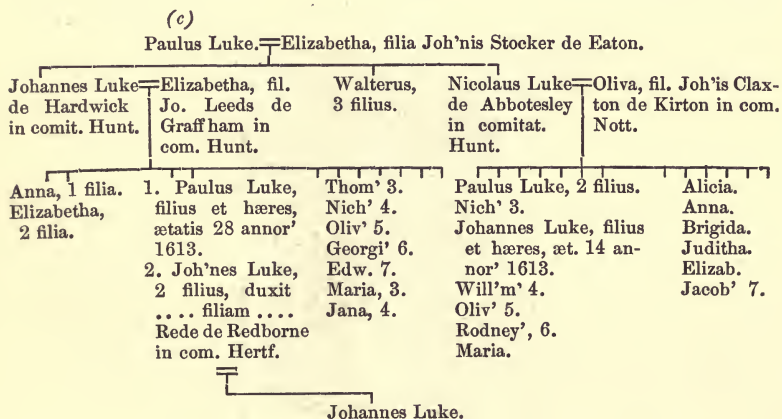 (c)
Paulus Luke. Elizabetha, filia Joh'nis Stocker de Eaton.
Johannes Luke
de Hardwick
in comit. Hunt.
Elizabetha, fil.
Jo. Leeds de
Graffham in
com. Hunt.
Walterus,
3 filius.
Nicolaus Luke
de Abbotesley
in comitat.
Hunt.
Oliva, fil. Joh'is Clax-
ton de Kirton in com.
Nott.
Anna, 1 filia.
Elizabetha,
2 filia.
1. Paulus Luke,
filius et hæres,
ætatis 28 annor'
1613.
2. Joh'nes Luke,
2 filius, duxit
.... filiam ....
Rede de Redborne
in com. Hertf.
Thom' 3.
Nich' 4.
Oliv' 5.
Georgi' 6.
Edw. 7.
Maria, 3.
Jana, 4.
Paulus Luke, 2 filius.
Nich' 3.
Johannes Luke, filius
et hæres, æt. 14 an-
nor' 1613.
Will'm' 4.
Oliv' 5.
Rodney', 6.
Maria.
Alicia.
Anna.
Brigida.
Juditha.
Elizab.
Jacob' 7.
Johannes Luke.